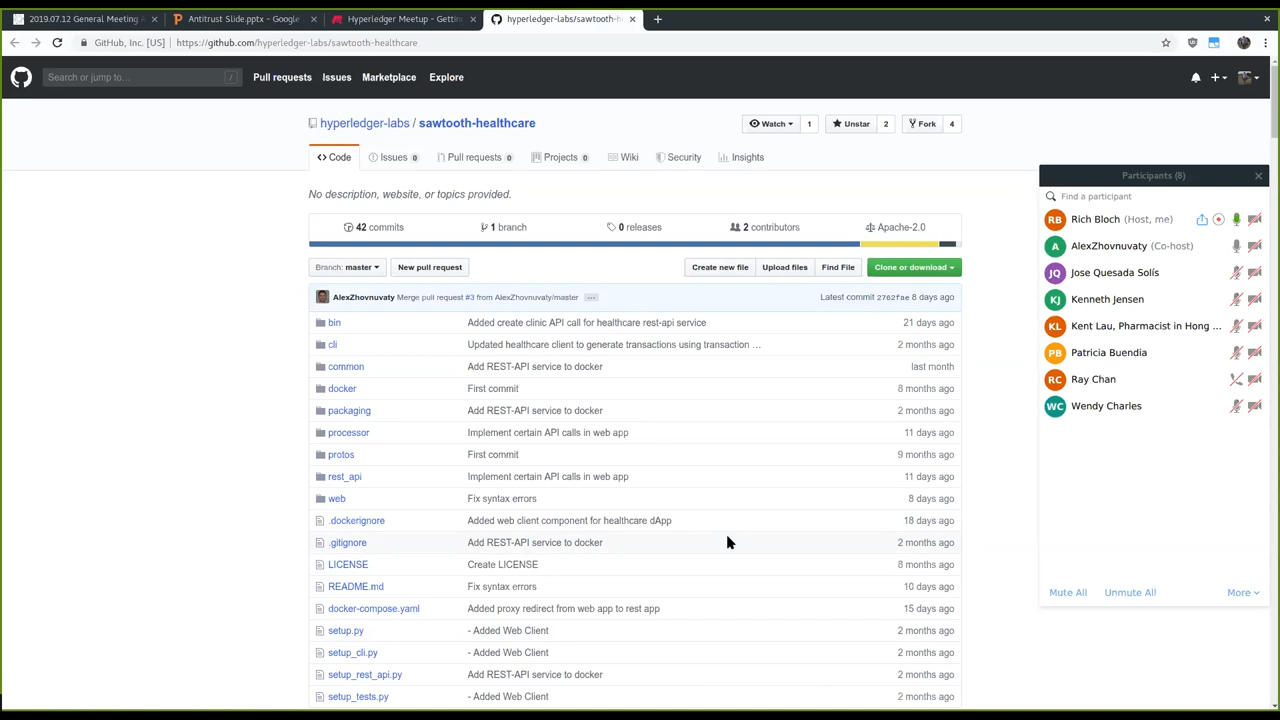 2019.07.12 General Meeting
Antitrust Slide.pptx - Google
Hyperledger Meetup - Gettin
hyperledger-labs/sawtooth-h
GitHub, Inc. [US] | https://github.com/hyperledger-labs/sawtooth-healthcare
Search or jump to… /
Pull requests Issues Marketplace Explore
hyperledger-labs / sawtooth-healthcare
Watch 1 Unstar 2 Fork 4
Code Issues 0 Pull requests 0 Projects 0 Wiki Security Insights
No description, website, or topics provided.
42 commits 1 branch 0 releases 2 contributors Apache-2.0
Branch: master New pull request Create new file Upload files Find File Clone or download
AlexZhovnuvaty Merge pull request #3 from AlexZhovnuvaty/master … Latest commit 2762fae 8 days ago
bin Added create clinic API call for healthcare rest-api service 21 days ago
cli Updated healthcare client to generate transactions using transaction … 2 months ago
common Add REST-API service to docker last month
docker First commit 8 months ago
packaging Add REST-API service to docker 2 months ago
processor Implement certain API calls in web app 11 days ago
protos First commit 9 months ago
rest_api Implement certain API calls in web app 11 days ago
web Fix syntax errors 8 days ago
.dockerignore Added web client component for healthcare dApp 18 days ago
.gitignore Add REST-API service to docker 2 months ago
LICENSE Create LICENSE 8 months ago
README.md Fix syntax errors 10 days ago
docker-compose.yaml Added proxy redirect from web app to rest app 15 days ago
setup.py - Added Web Client 2 months ago
setup_cli.py - Added Web Client 2 months ago
setup_rest_api.py Add REST-API service to docker 2 months ago
setup_tests.py - Added Web Client 2 months ago
Participants (8)
Find a participant
RB Rich Bloch (Host, me)
A AlexZhovnuvaty (Co-host)
JQ Jose Quesada Solís
KJ Kenneth Jensen
KL Kent Lau, Pharmacist in Hong ...
PB Patricia Buendia
RC Ray Chan
WC Wendy Charles
Mute All Unmute All More